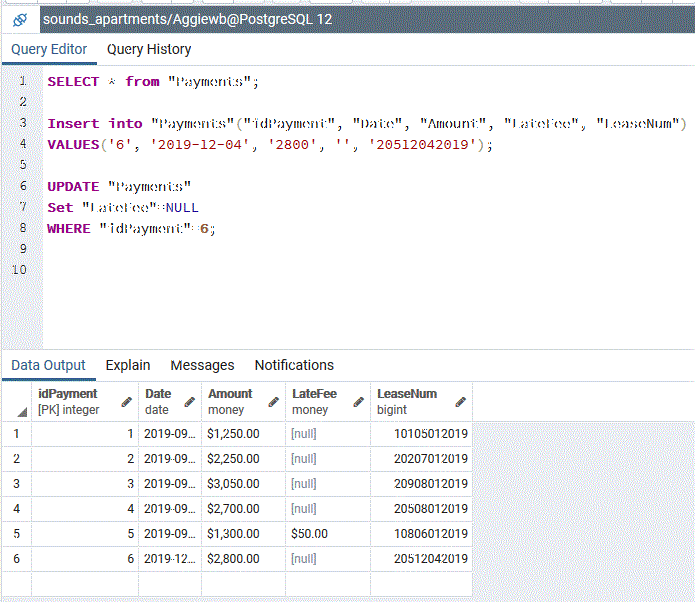 sounds_apartments/Aggiewb@PostgreSQL 12
Query Editor Query History
1 SELECT * from "Payments";
2
3 Insert into "Payments"("idPayment", "Date", "Amount", "LateFee", "LeaseNum")
4 VALUES('6', '2019-12-04', '2800', '', '20512042019');
5
6 UPDATE "Payments"
7 Set "LateFee"=NULL
8 WHERE "idPayment"=6;
9
10
Data Output Explain Messages Notifications
idPayment Date Amount LateFee LeaseNum
[PK] integer date money money bigint
1 1 2019-09... $1,250.00 [null] 10105012019
2 2 2019-09... $2,250.00 [null] 20207012019
3 3 2019-09... $3,050.00 [null] 20908012019
4 4 2019-09... $2,700.00 [null] 20508012019
5 5 2019-09... $1,300.00 $50.00 10806012019
6 6 2019-12... $2,800.00 [null] 20512042019